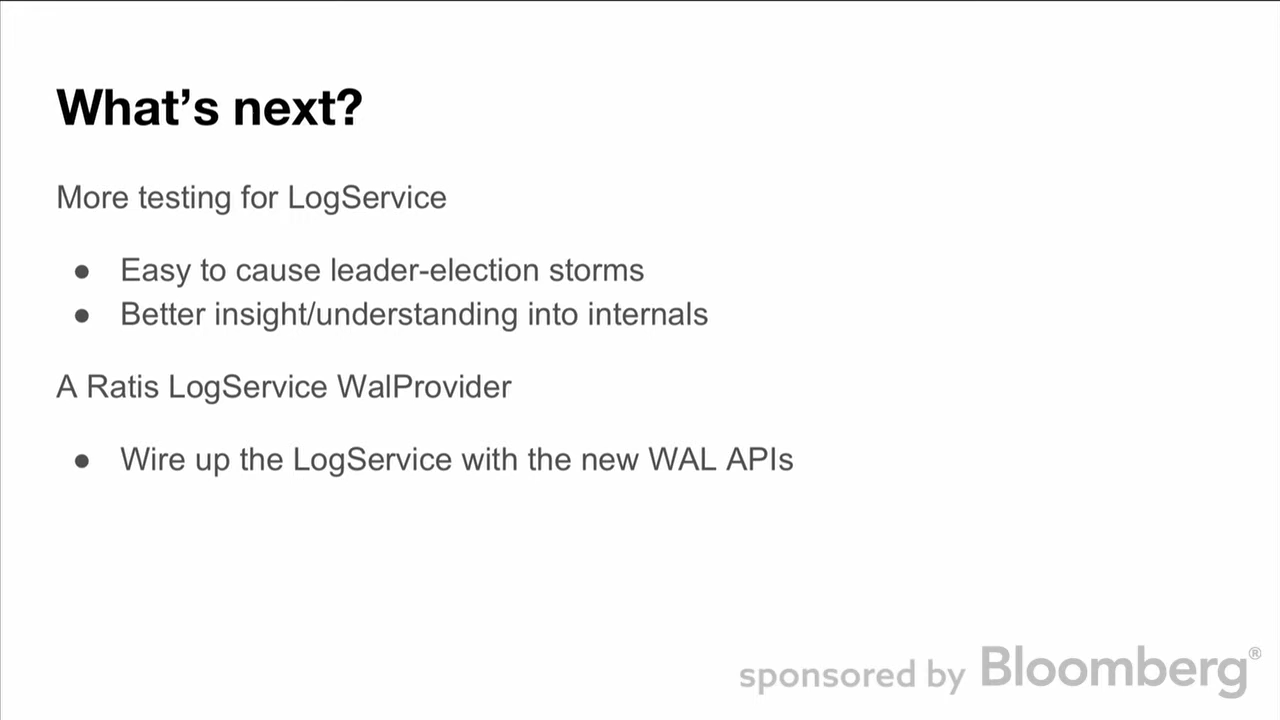 What’s next?
More testing for LogService
● Easy to cause leader-election storms
● Better insight/understanding into internals
A Ratis LogService WalProvider
● Wire up the LogService with the new WAL APIs
sponsored by Bloomberg®